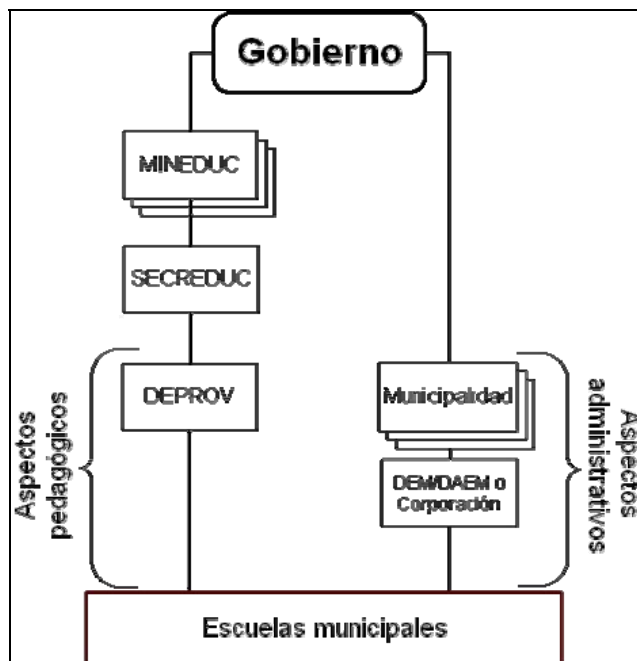 Gobierno
MINEDUC
SECREDUC
DEPROV
Aspectos
pedagógicos
Municipalidad
DEM/DAEM o
Corporación
Aspectos
administrativos
Escuelas municipales